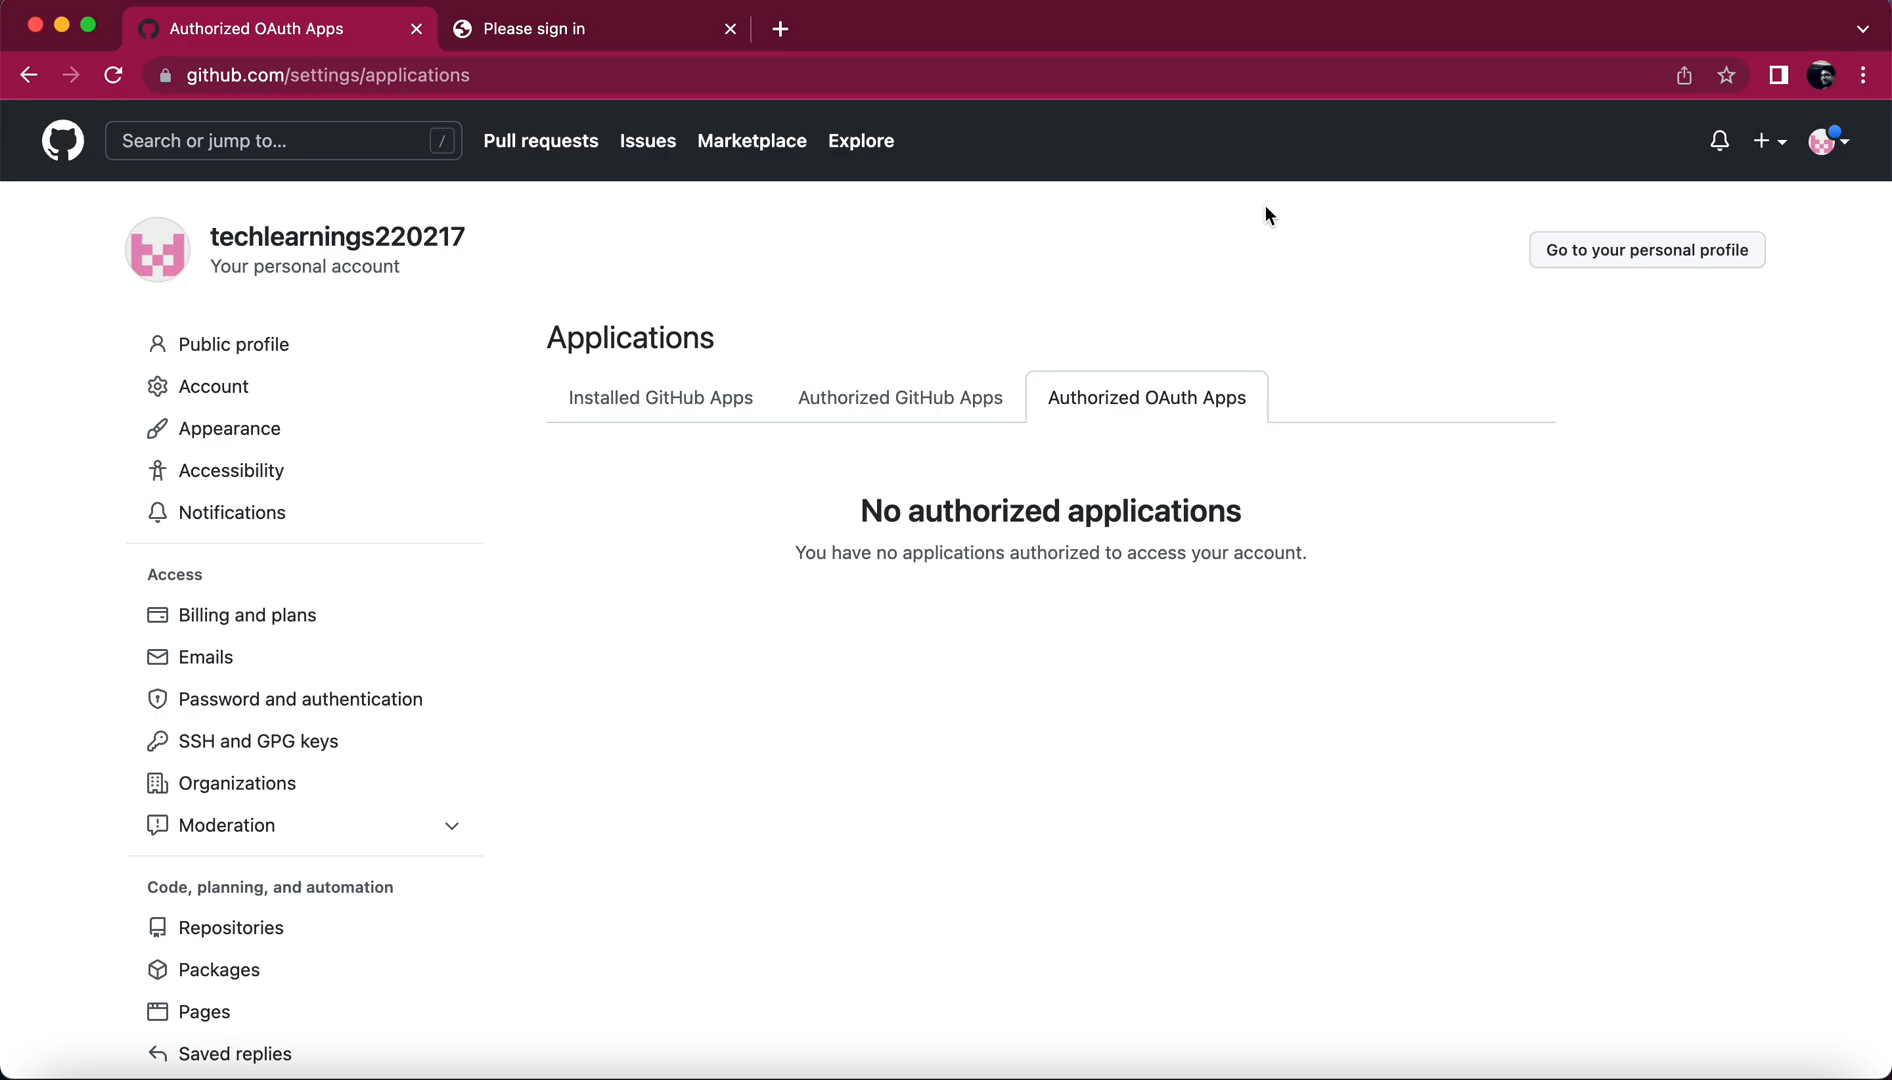 Authorized OAuth Apps
Please sign in
github.com/settings/applications
Search or jump to... /
Pull requests Issues Marketplace Explore
techlearnings220217
Your personal account
Go to your personal profile
Public profile
Account
Appearance
Accessibility
Notifications
Access
Billing and plans
Emails
Password and authentication
SSH and GPG keys
Organizations
Moderation
Code, planning, and automation
Repositories
Packages
Pages
Saved replies
Applications
Installed GitHub Apps Authorized GitHub Apps Authorized OAuth Apps
No authorized applications
You have no applications authorized to access your account.